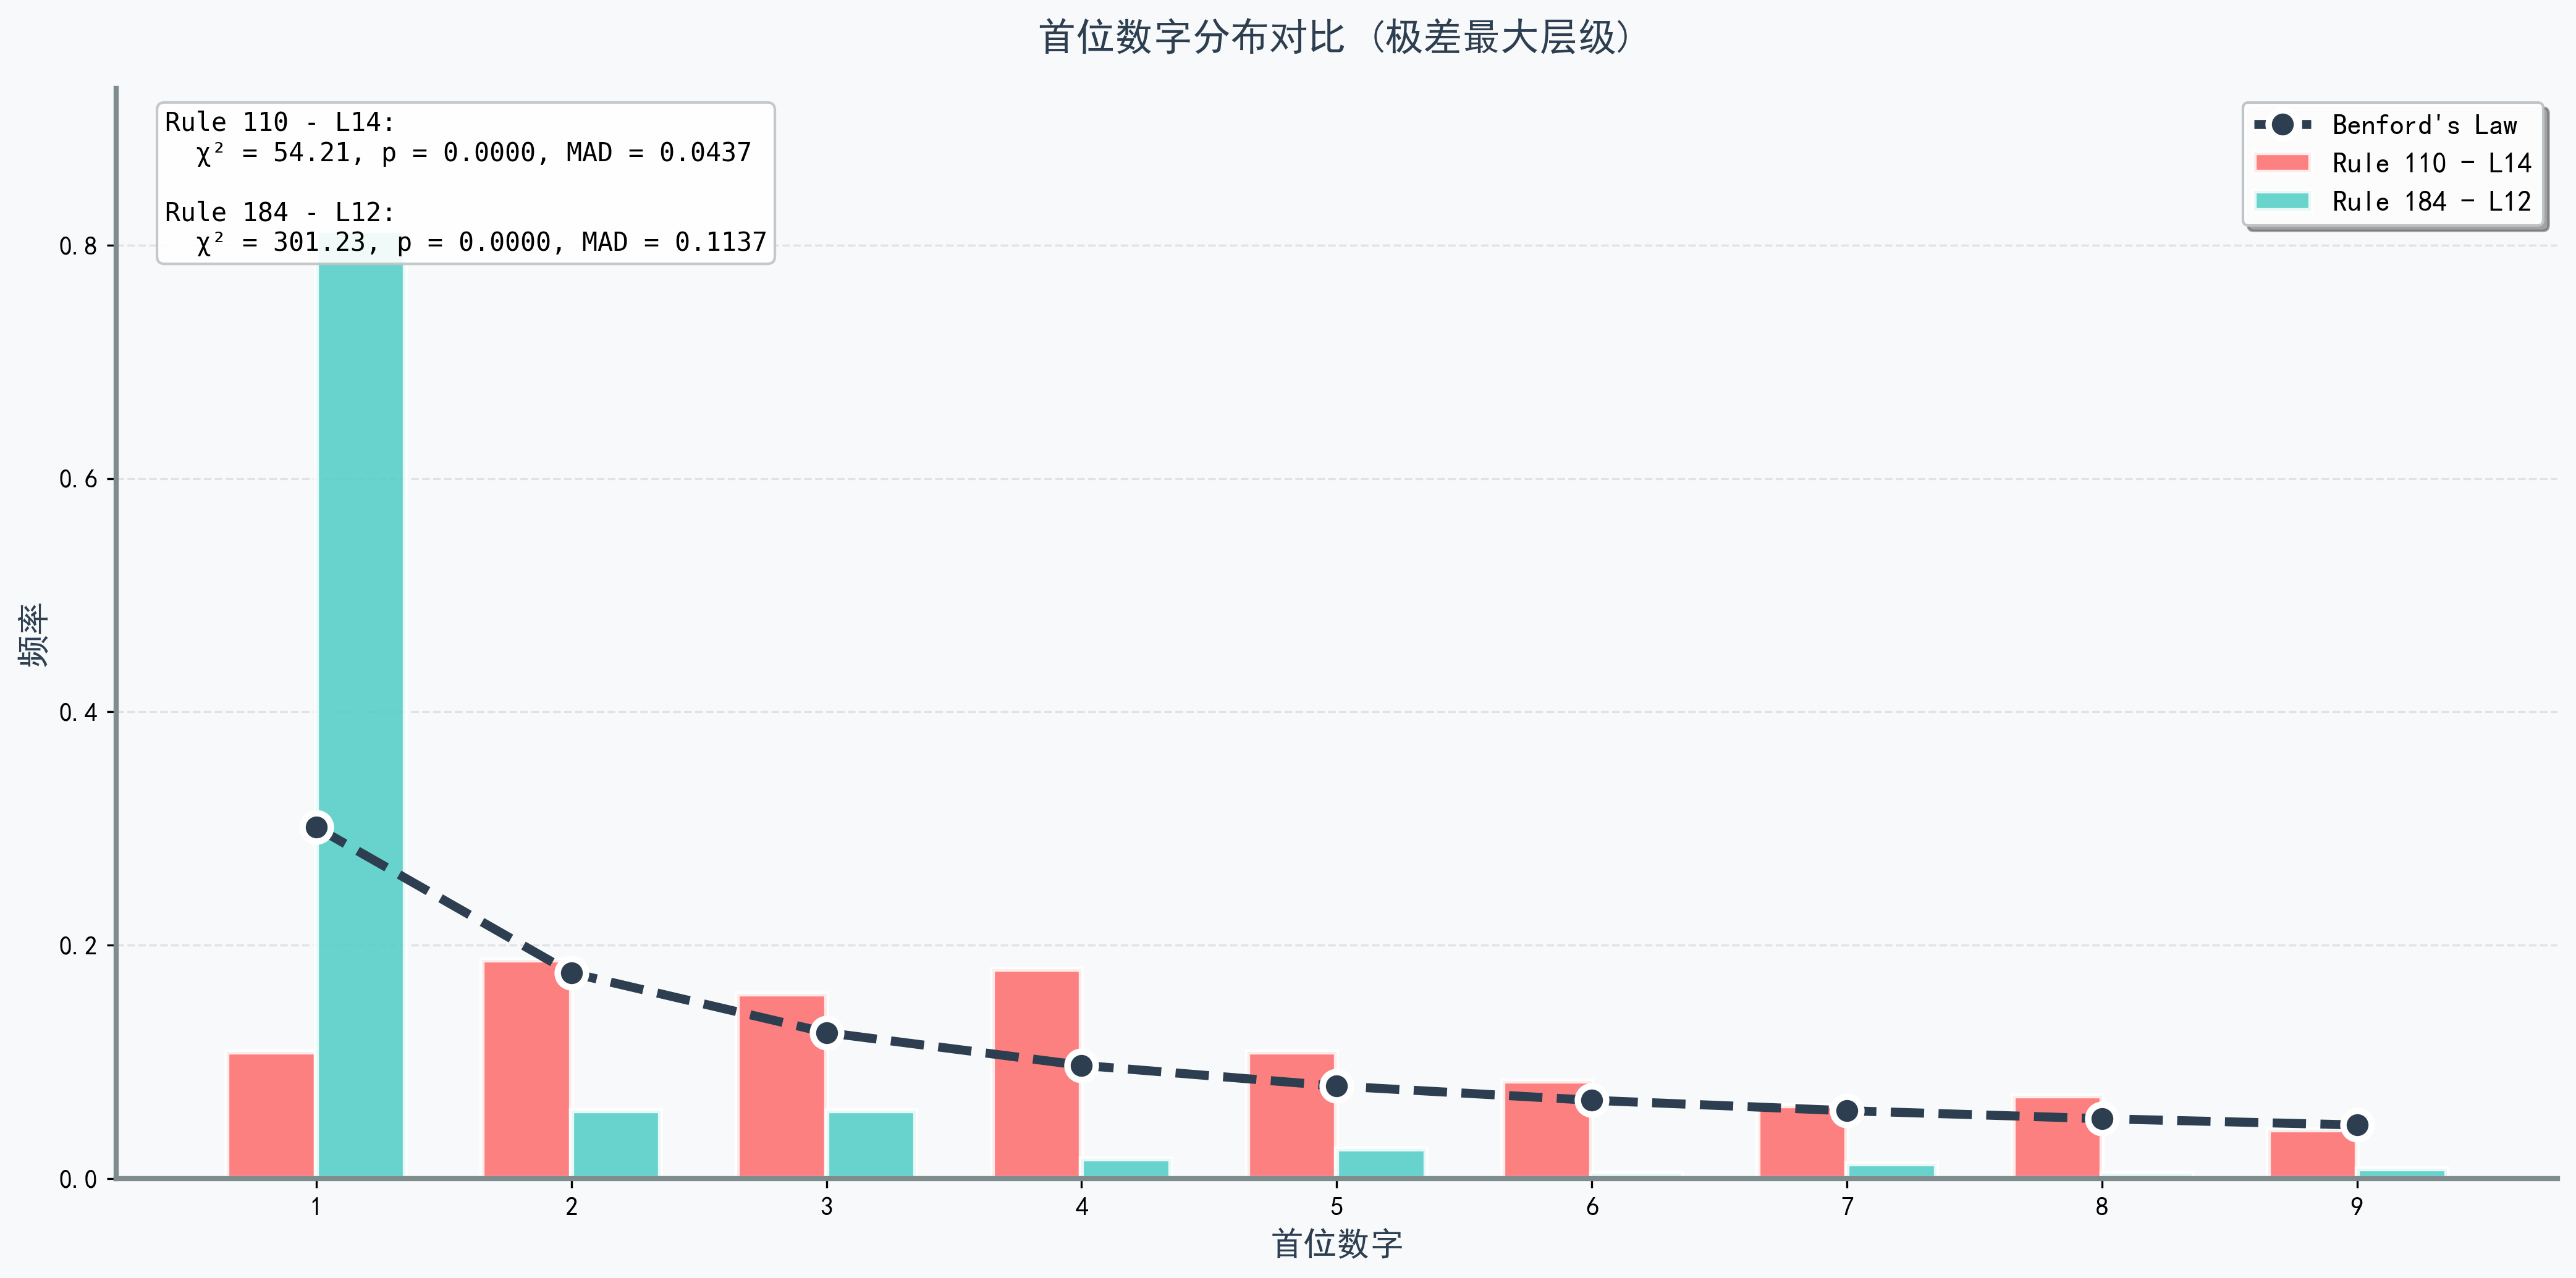 首位数字分布对比 (极差最大层级)
Rule 110 - L14:
χ² = 54.21, p = 0.0000, MAD = 0.0437
Rule 184 - L12:
χ² = 301.23, p = 0.0000, MAD = 0.1137
Benford's Law
Rule 110 - L14
Rule 184 - L12
频率
0.8
0.6
0.4
0.2
0.0
1 2 3 4 5 6 7 8 9
首位数字